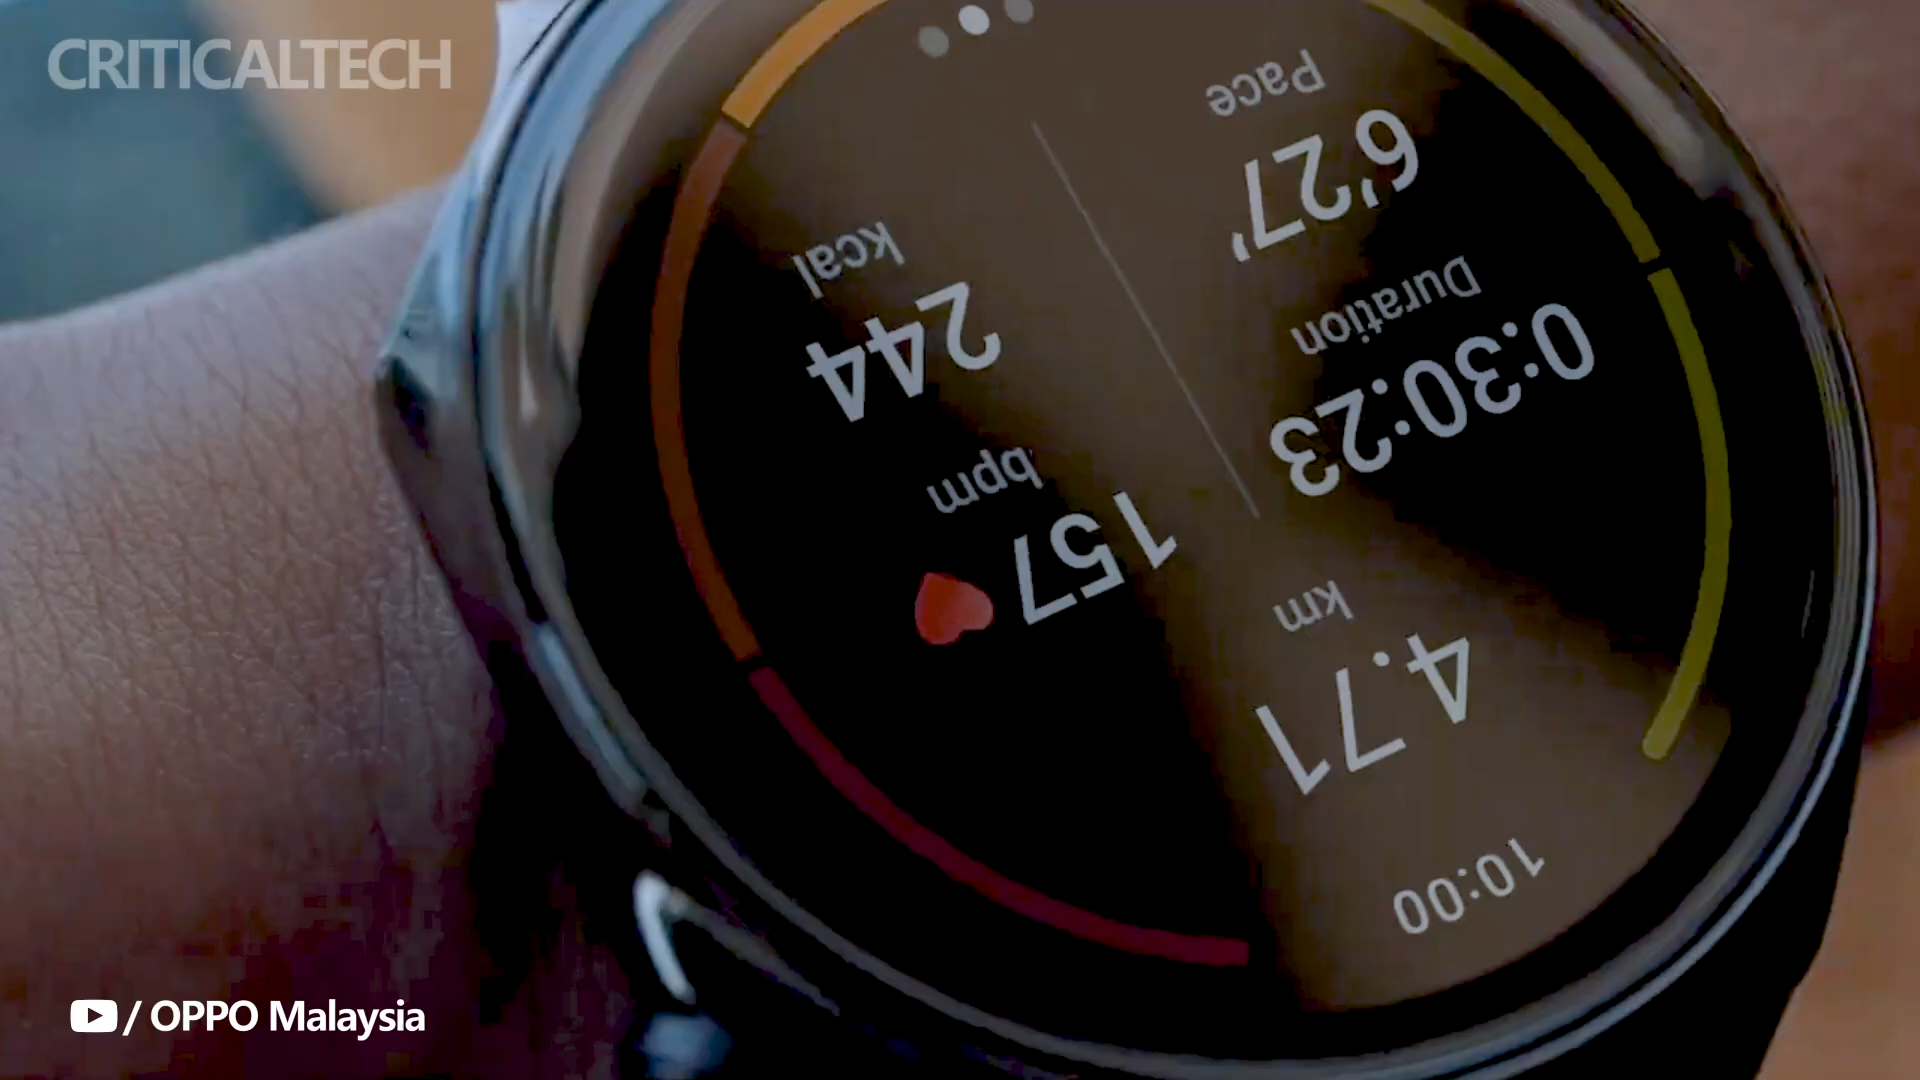 CRITICALTECH
10:00
4.71
km
157
bpm
0:30:23
Duration
244
kcal
6'27'
Pace
/ OPPO Malaysia